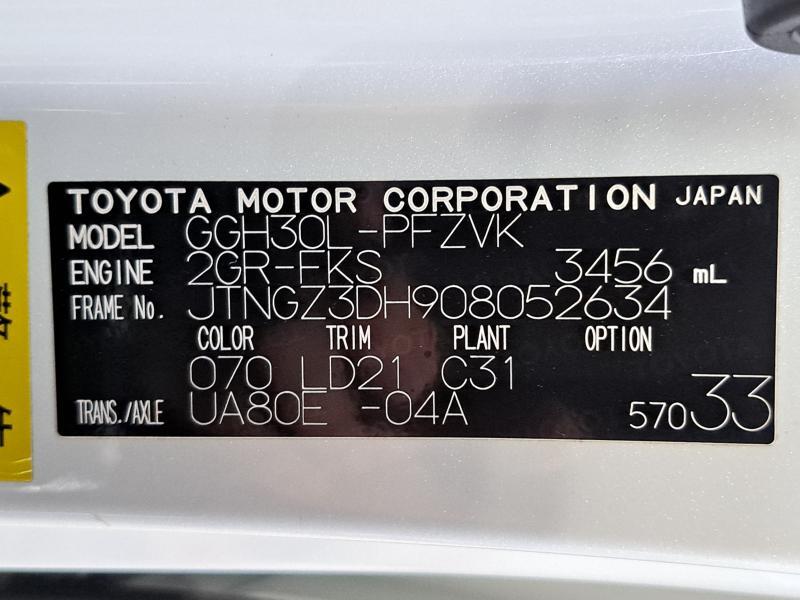 TOYOTA MOTOR CORPORATION JAPAN
MODEL GGH30L-PFZVK
ENGINE 2GR-FKS 3456 mL
FRAME No. JTNGZ3DH908052634
COLOR TRIM PLANT OPTION
070 LD21 C31
TRANS./AXLE UA80E -04A 57033